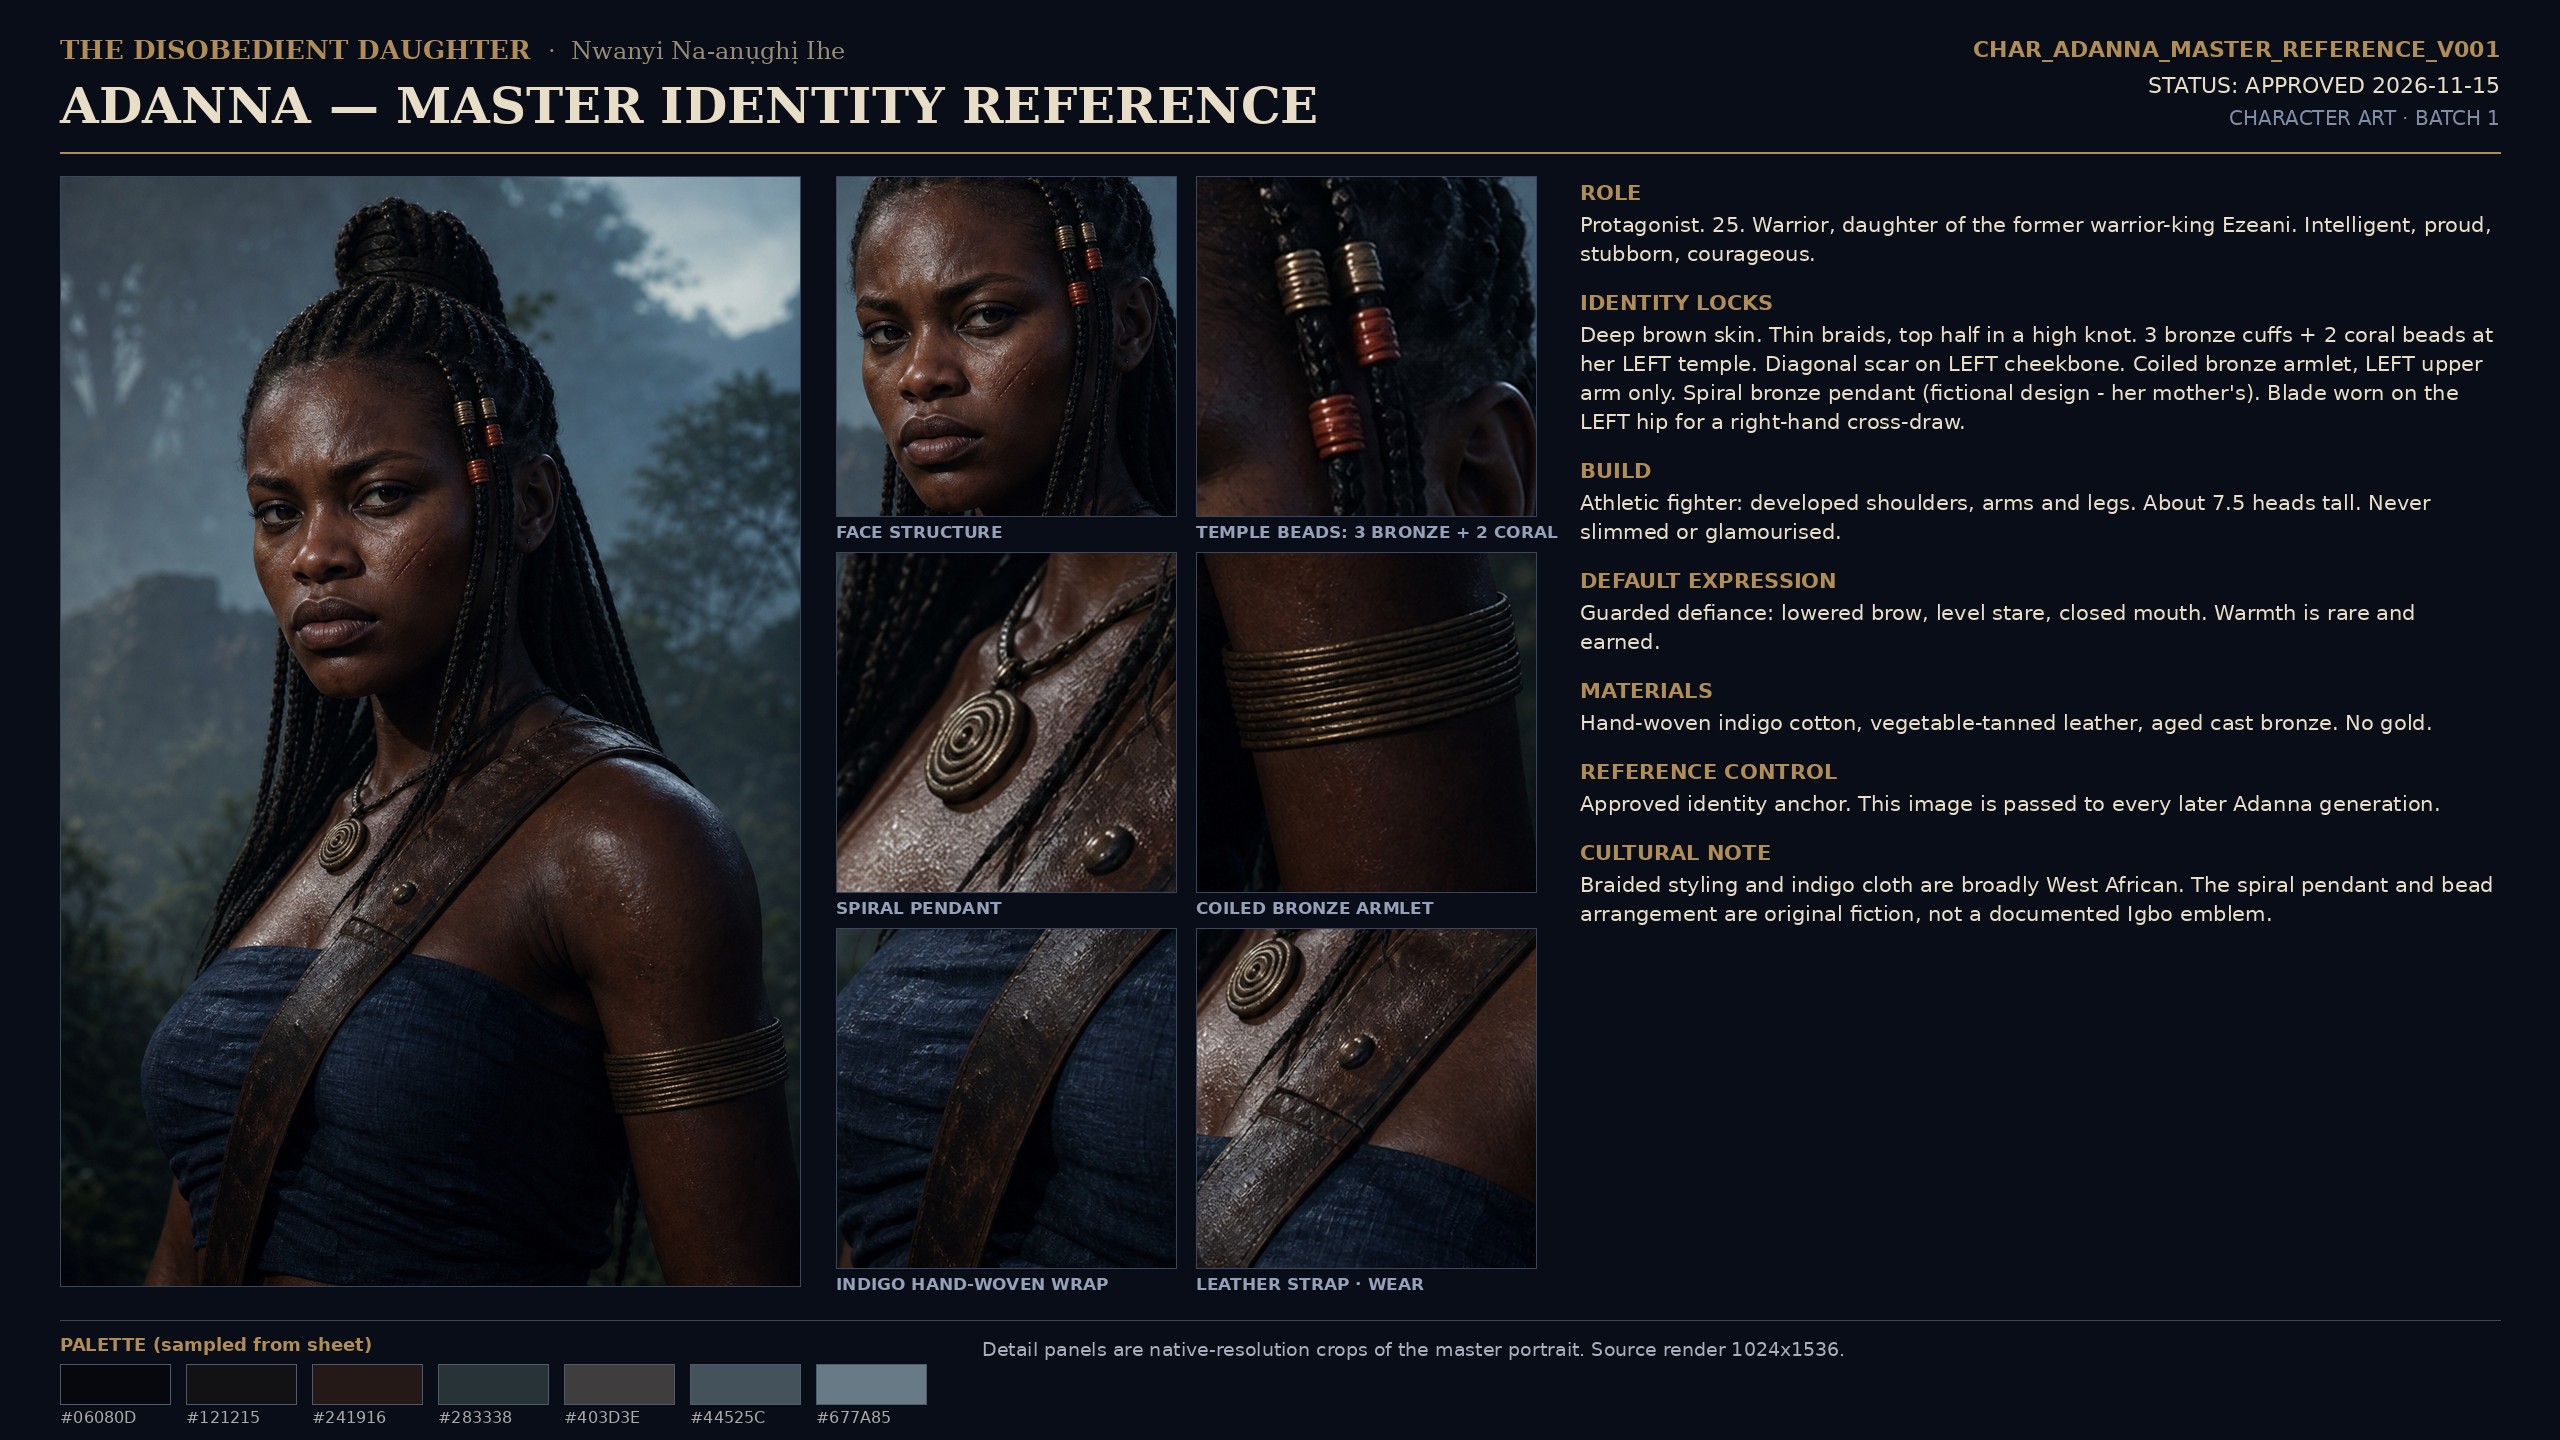 THE DISOBEDIENT DAUGHTER · Nwanyi Na-anụghị Ihe
ADANNA — MASTER IDENTITY REFERENCE
CHAR_ADANNA_MASTER_REFERENCE_V001
STATUS: APPROVED 2026-11-15
CHARACTER ART · BATCH 1
FACE STRUCTURE
TEMPLE BEADS: 3 BRONZE + 2 CORAL
SPIRAL PENDANT
COILED BRONZE ARMLET
INDIGO HAND-WOVEN WRAP
LEATHER STRAP · WEAR
ROLE
Protagonist. 25. Warrior, daughter of the former warrior-king Ezeani. Intelligent, proud,
stubborn, courageous.
IDENTITY LOCKS
Deep brown skin. Thin braids, top half in a high knot. 3 bronze cuffs + 2 coral beads at
her LEFT temple. Diagonal scar on LEFT cheekbone. Coiled bronze armlet, LEFT upper
arm only. Spiral bronze pendant (fictional design - her mother's). Blade worn on the
LEFT hip for a right-hand cross-draw.
BUILD
Athletic fighter: developed shoulders, arms and legs. About 7.5 heads tall. Never
slimmed or glamourised.
DEFAULT EXPRESSION
Guarded defiance: lowered brow, level stare, closed mouth. Warmth is rare and
earned.
MATERIALS
Hand-woven indigo cotton, vegetable-tanned leather, aged cast bronze. No gold.
REFERENCE CONTROL
Approved identity anchor. This image is passed to every later Adanna generation.
CULTURAL NOTE
Braided styling and indigo cloth are broadly West African. The spiral pendant and bead
arrangement are original fiction, not a documented Igbo emblem.
PALETTE (sampled from sheet)
#06080D #121215 #241916 #283338 #403D3E #44525C #677A85
Detail panels are native-resolution crops of the master portrait. Source render 1024x1536.